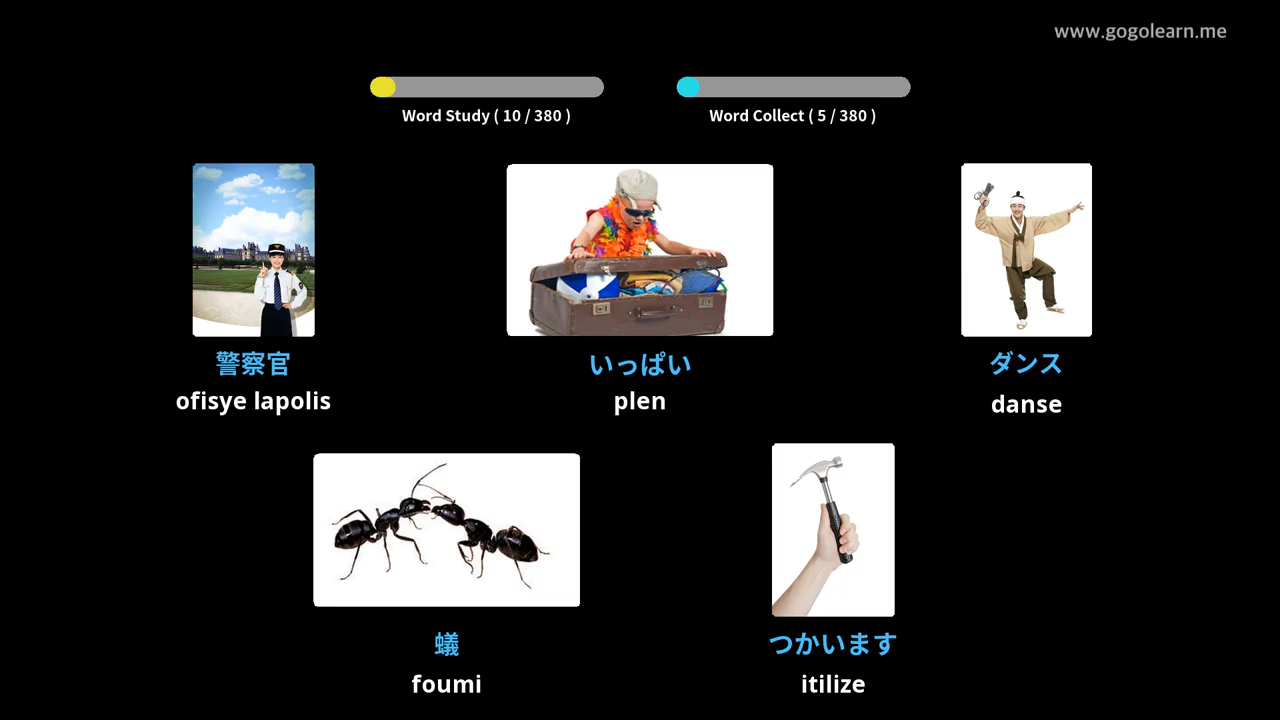 www.gogolearn.me
Word Study ( 10 / 380 )
Word Collect ( 5 / 380 )
警察官
ofisye lapolis
いっぱい
plen
ダンス
danse
蟻
foumi
つかいます
itilize